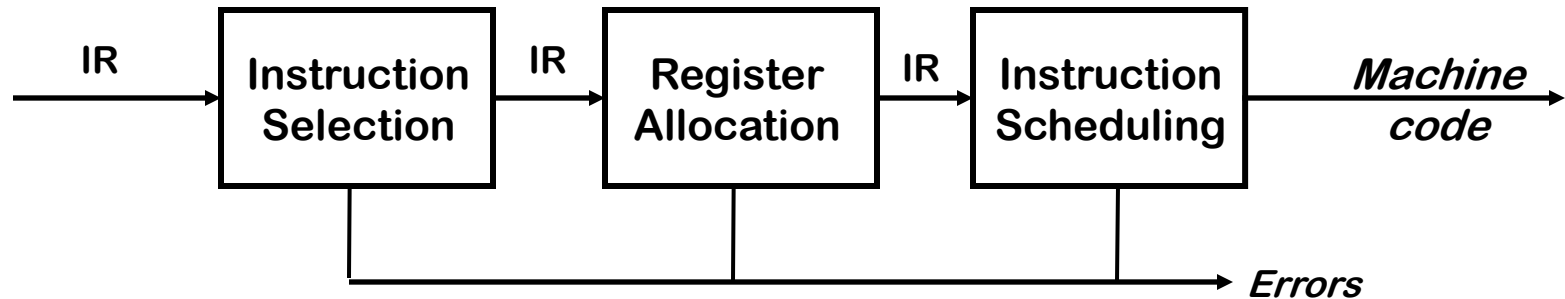 IR
Instruction
Selection
IR
Register
Allocation
IR
Instruction
Scheduling
Machine
code
Errors